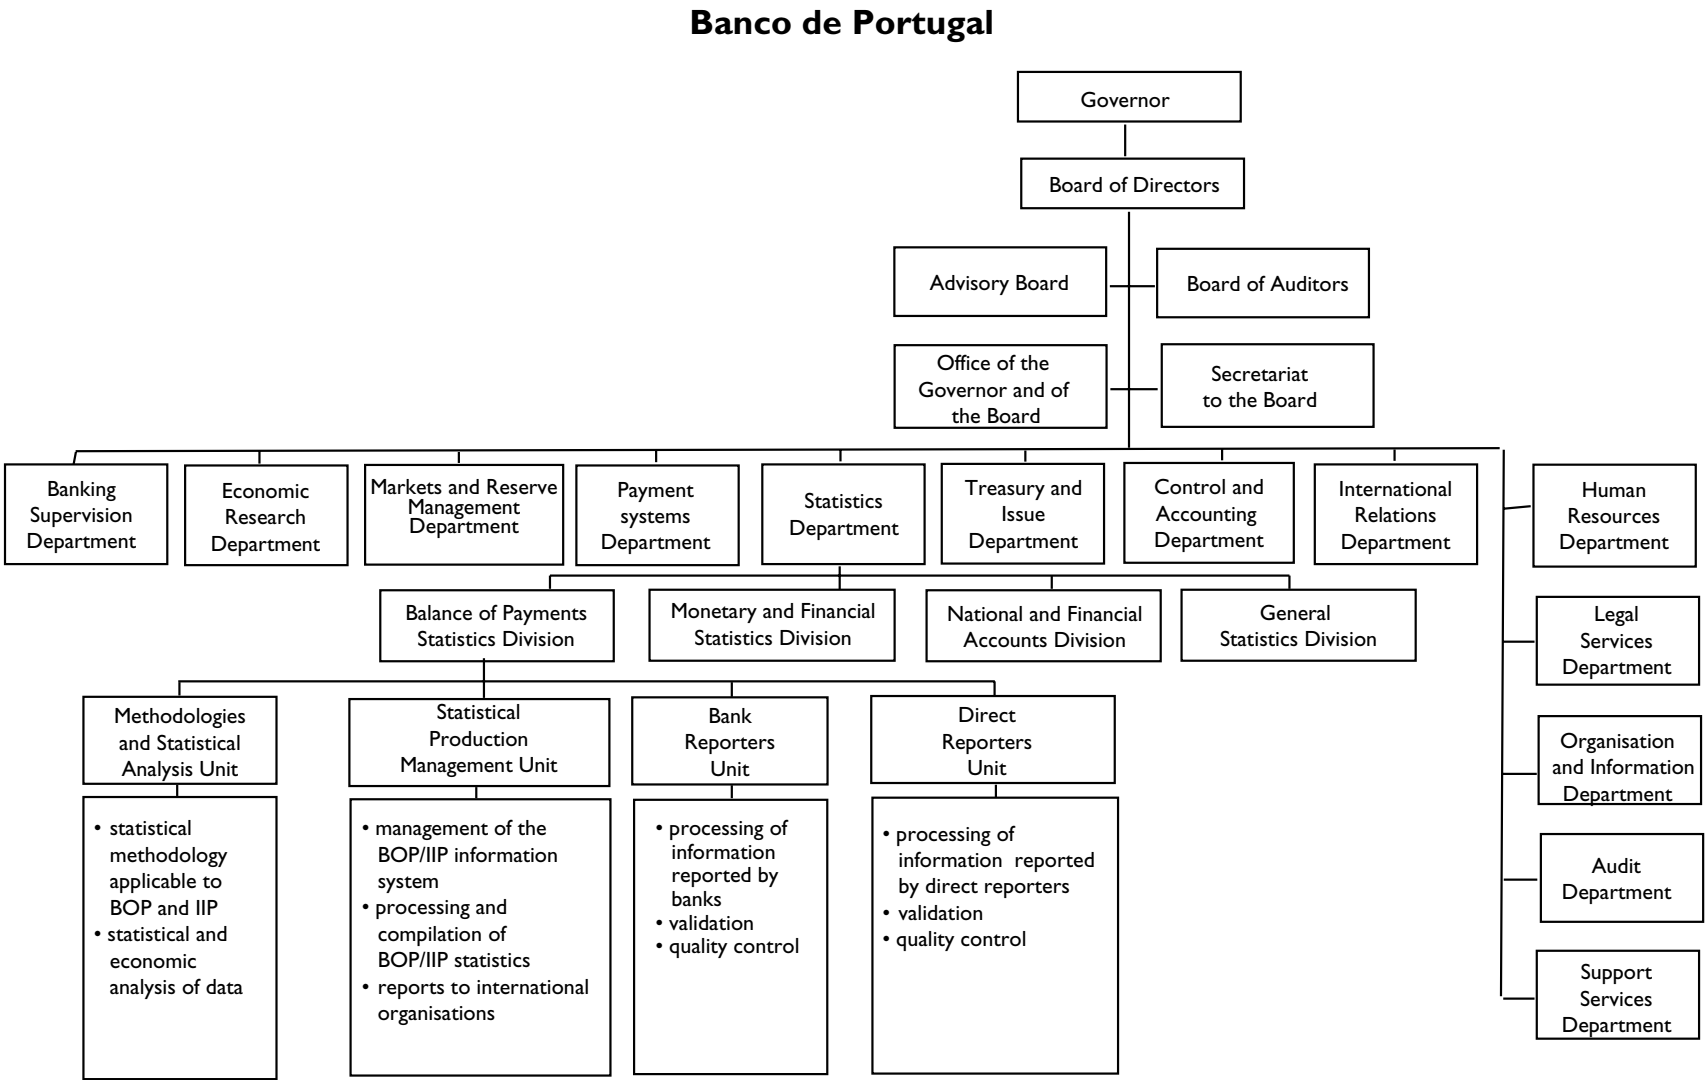 Banco de Portugal
Governor
Board of Directors
Advisory Board
Board of Auditors
Office of the
Governor and of
the Board
Secretariat
to the Board
Banking
Supervision
Department
Economic
Research
Department
Markets and Reserve
Management
Department
Payment
systems
Department
Statistics
Department
Treasury and
Issue
Department
Control and
Accounting
Department
International
Relations
Department
Human
Resources
Department
Legal
Services
Department
Organisation
and Information
Department
Audit
Department
Support
Services
Department
Balance of Payments
Statistics Division
Monetary and Financial
Statistics Division
National and Financial
Accounts Division
General
Statistics Division
Methodologies
and Statistical
Analysis Unit
Statistical
Production
Management Unit
Bank
Reporters
Unit
Direct
Reporters
Unit
• statistical
methodology
applicable to
BOP and IIP
• statistical and
economic
analysis of data
• management of the
BOP/IIP information
system
• processing and
compilation of
BOP/IIP statistics
• reports to international
organisations
• processing of
information
reported by
banks
• validation
• quality control
• processing of
information reported
by direct reporters
• validation
• quality control